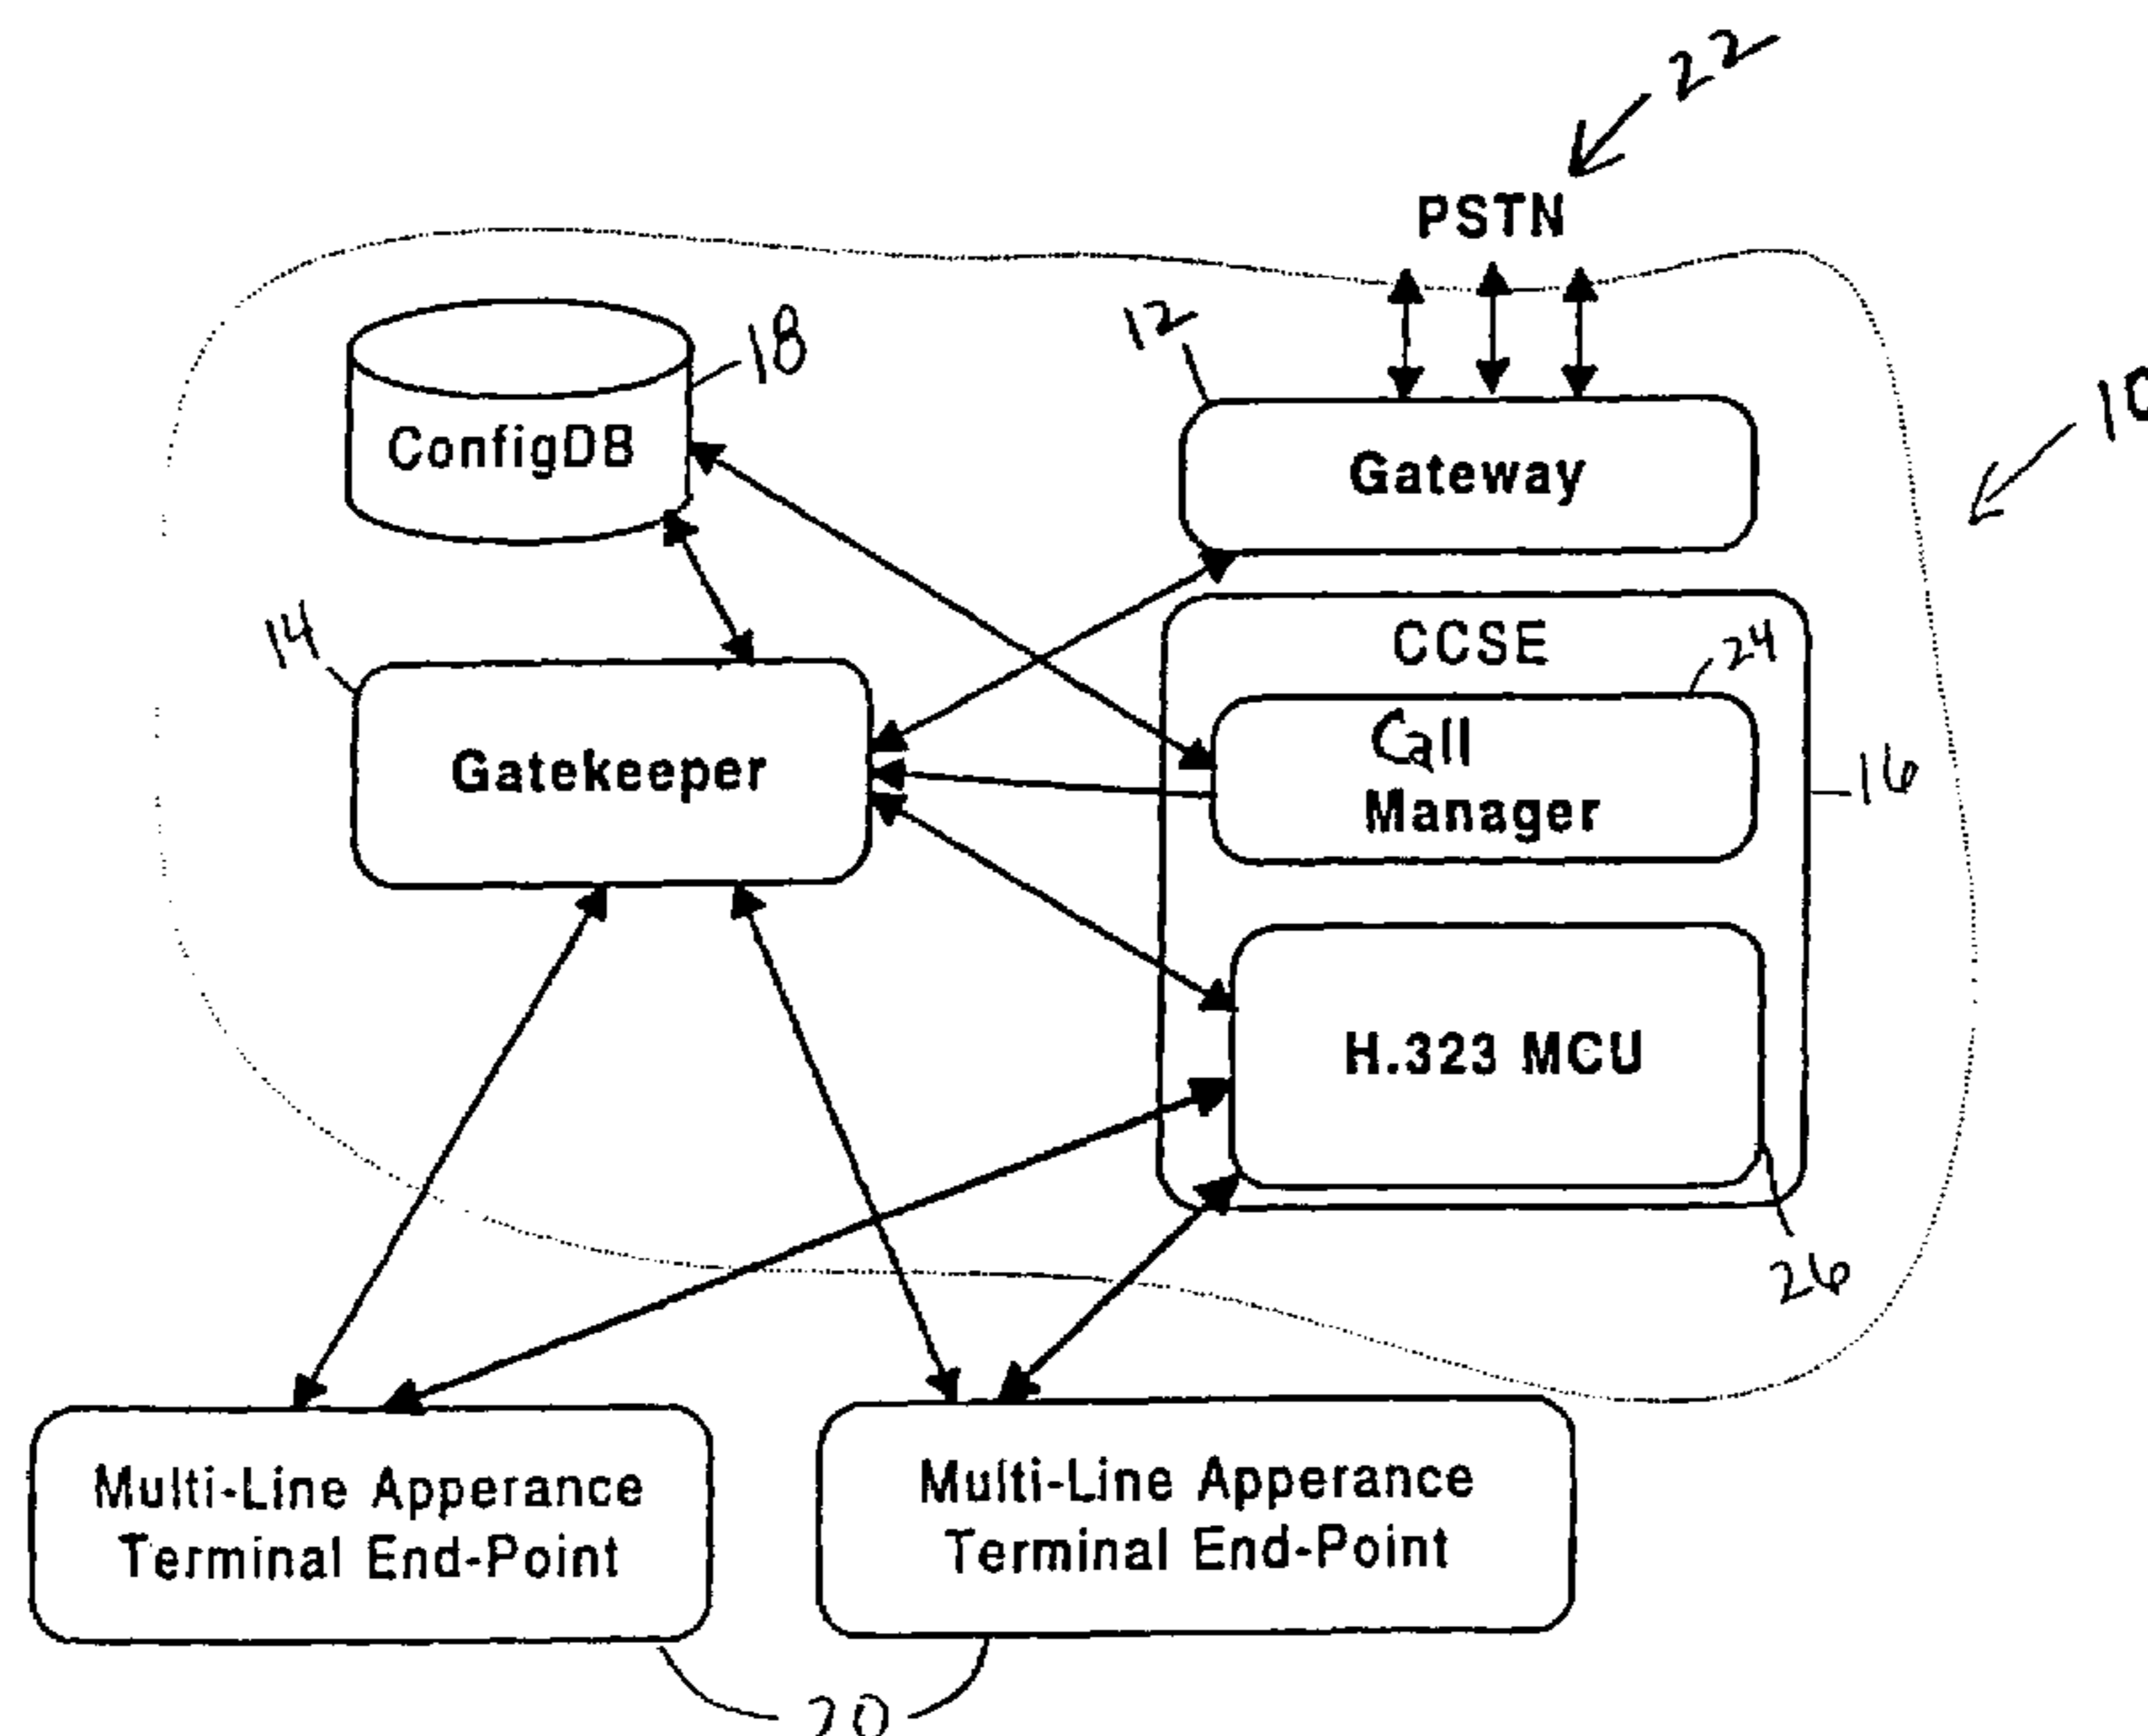 22
PSTN
12
18
10
ConfigDB
Gateway
14
CCSE
24
Call
Manager
Gatekeeper
16
H.323 MCU
26
Multi-Line Apperance
Terminal End-Point
Multi-Line Apperance
Terminal End-Point
20